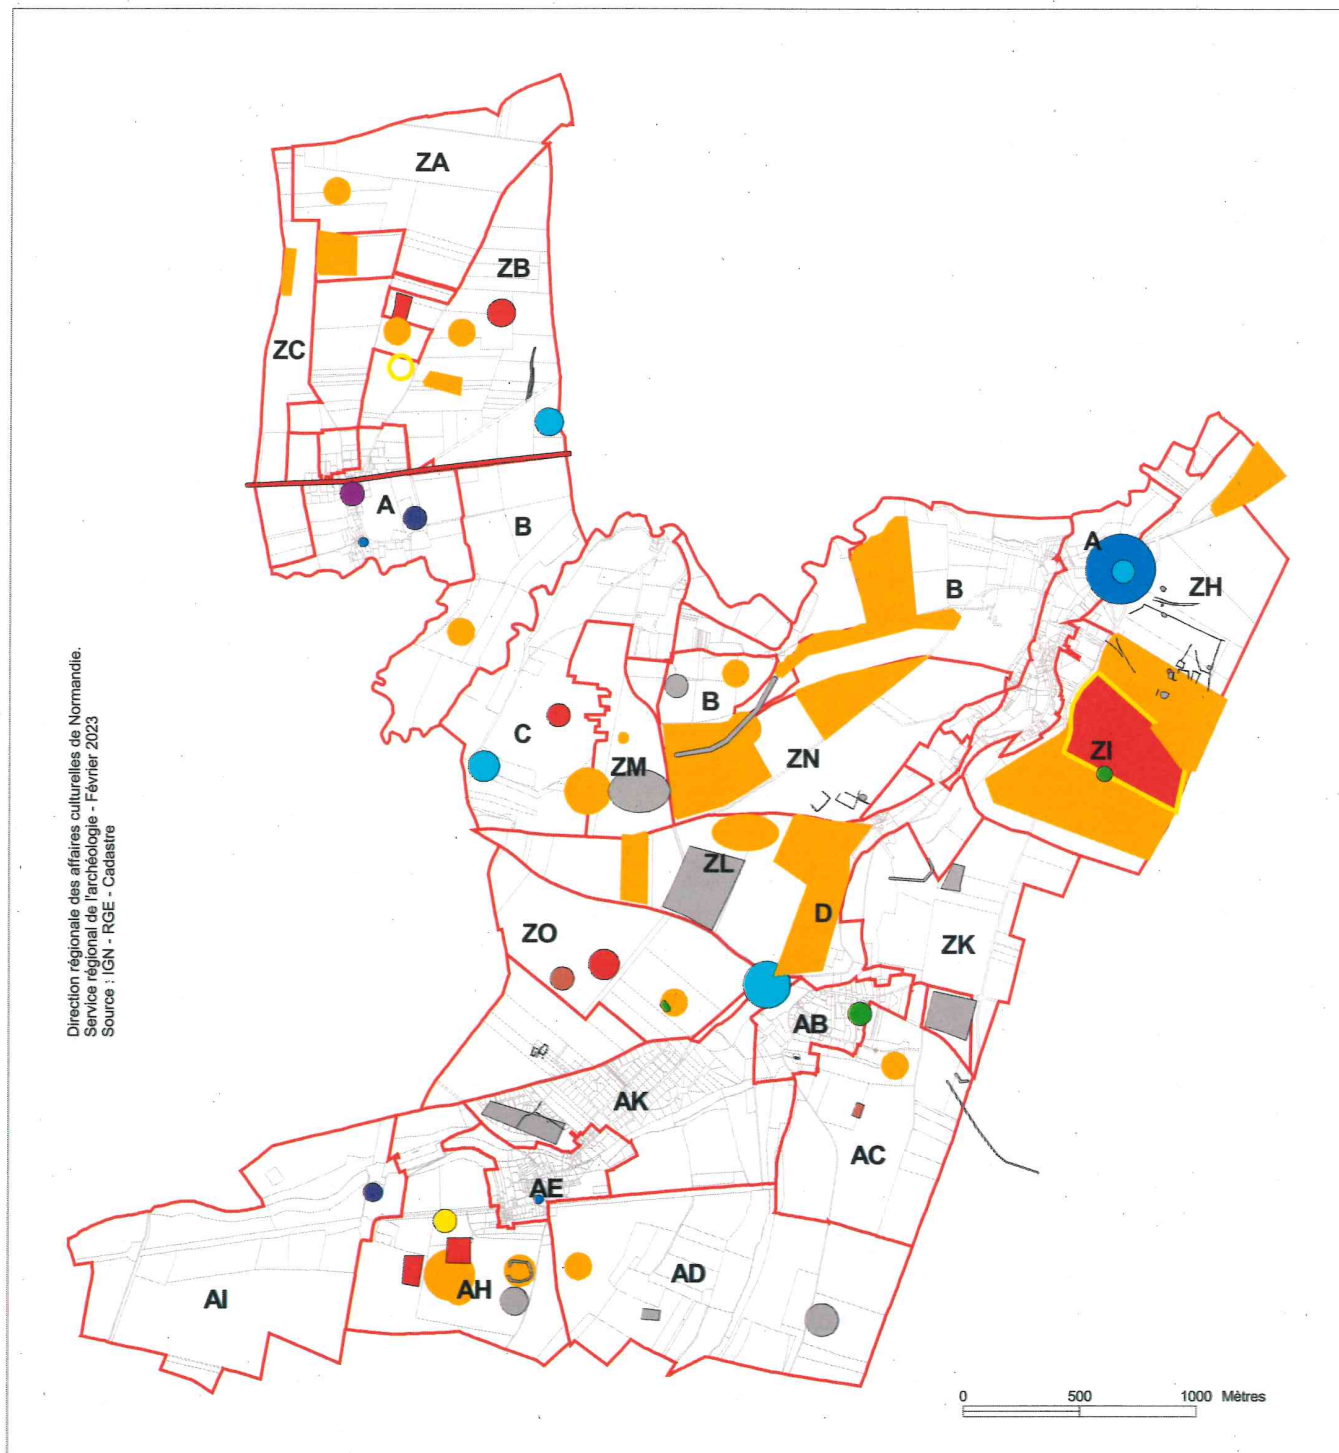 ZA
ZB
ZC
A
B
A
B
ZH
B
C
ZI
ZM
ZN
ZL
D
ZO
ZK
AB
AK
AC
AE
AD
AH
AI
Direction régionale des affaires culturelles de Normandie.
Service régional de l'archéologie - Février 2023
Source : IGN - RGE - Cadastre
0 500 1000 Mètres